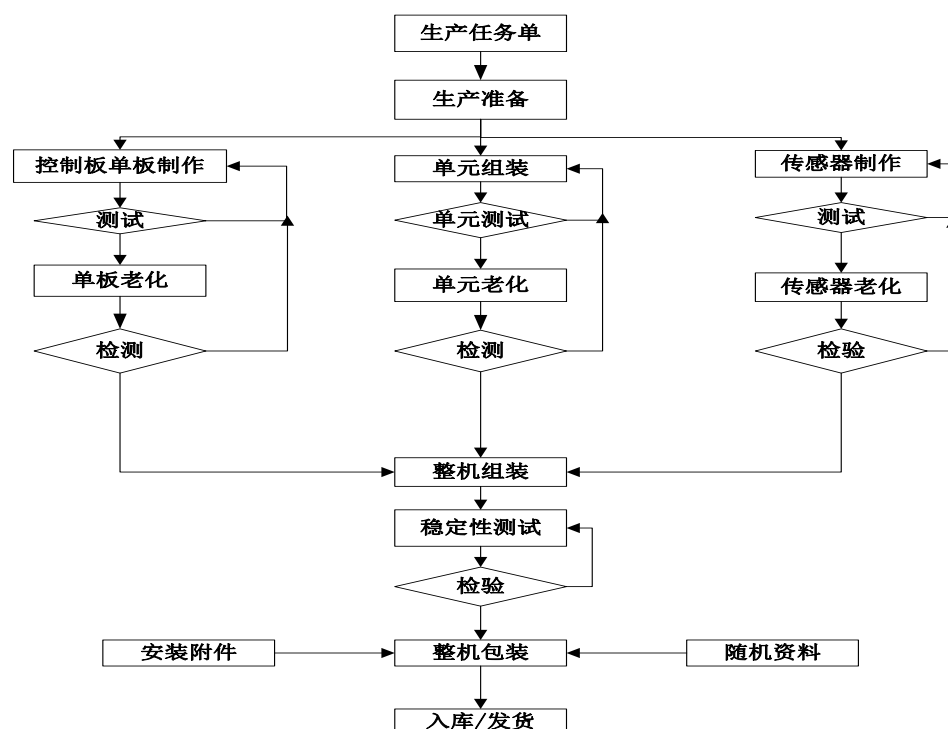 生产任务单
生产准备
控制板单板制作
单元组装
传感器制作
测试
单元测试
测试
单板老化
单元老化
传感器老化
检测
检测
检验
整机组装
稳定性测试
检验
安装附件
整机包装
随机资料
入库/发货